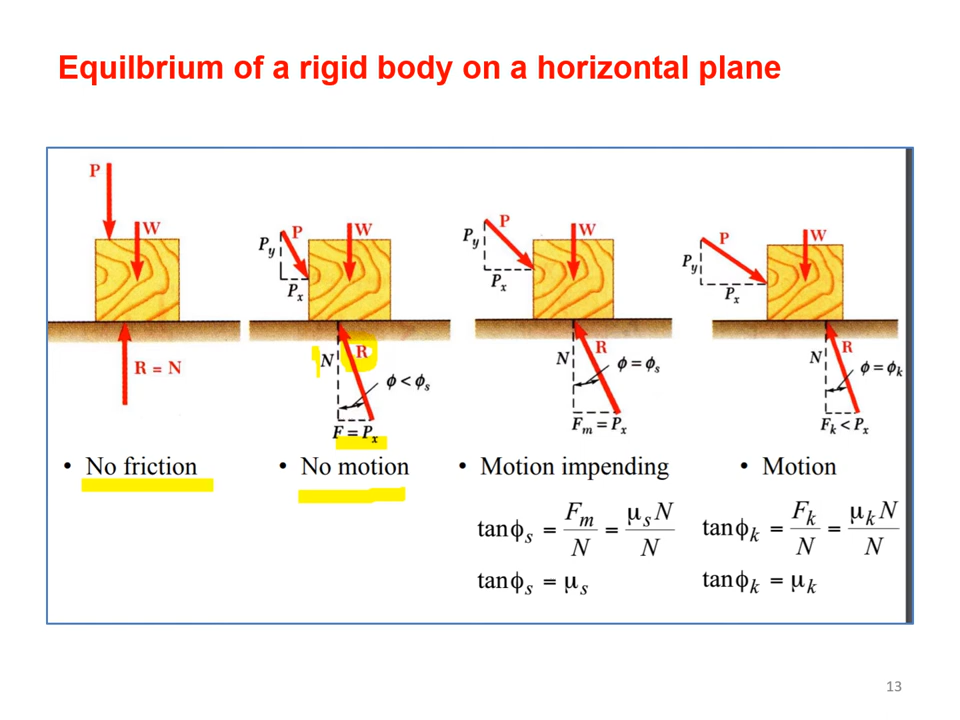 Equilbrium of a rigid body on a horizontal plane
P
W
R = N
P
W
P_y
P_x
N
R
ϕ < ϕ_s
F = P_x
P
W
P_y
P_x
N
R
ϕ = ϕ_s
F_m = P_x
P
W
P_y
P_x
N
R
ϕ = ϕ_k
F_k < P_x
• No friction
• No motion
• Motion impending
• Motion
tanϕ_s = F_m / N = μ_s N / N
tanϕ_s = μ_s
tanϕ_k = F_k / N = μ_k N / N
tanϕ_k = μ_k
13